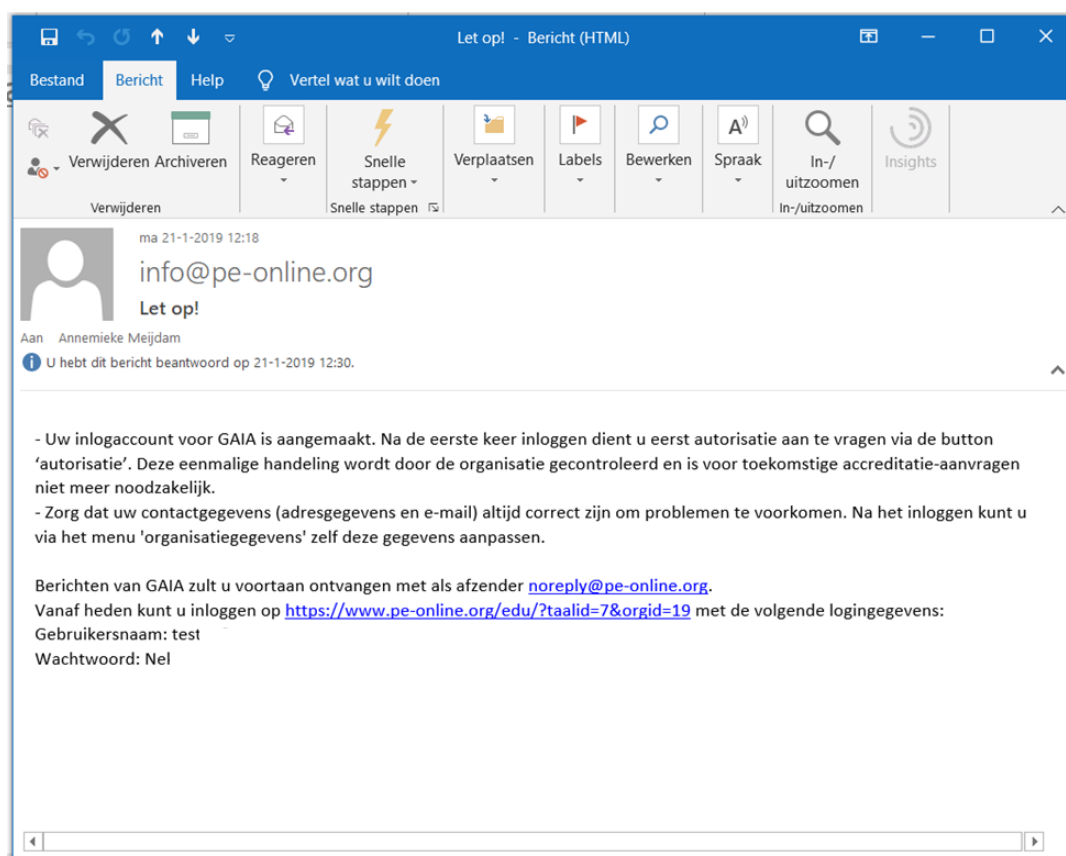 Let op! - Bericht (HTML)
Bestand Bericht Help Vertel wat u wilt doen
Verwijderen Archiveren Reageren Snelle stappen Verplaatsen Labels Bewerken Spraak In-/ uitzoomen Insights
Verwijderen Snelle stappen In-/uitzoomen
ma 21-1-2019 12:18
info@pe-online.org
Let op!
Aan Annemieke Meijdam
U hebt dit bericht beantwoord op 21-1-2019 12:30.
- Uw inlogaccount voor GAIA is aangemaakt. Na de eerste keer inloggen dient u eerst autorisatie aan te vragen via de button
‘autorisatie’. Deze eenmalige handeling wordt door de organisatie gecontroleerd en is voor toekomstige accreditatie-aanvragen
niet meer noodzakelijk.
- Zorg dat uw contactgegevens (adresgegevens en e-mail) altijd correct zijn om problemen te voorkomen. Na het inloggen kunt u
via het menu 'organisatiegegevens' zelf deze gegevens aanpassen.
Berichten van GAIA zult u voortaan ontvangen met als afzender noreply@pe-online.org.
Vanaf heden kunt u inloggen op https://www.pe-online.org/edu/?taalid=7&orgid=19 met de volgende logingegevens:
Gebruikersnaam: test
Wachtwoord: Nel